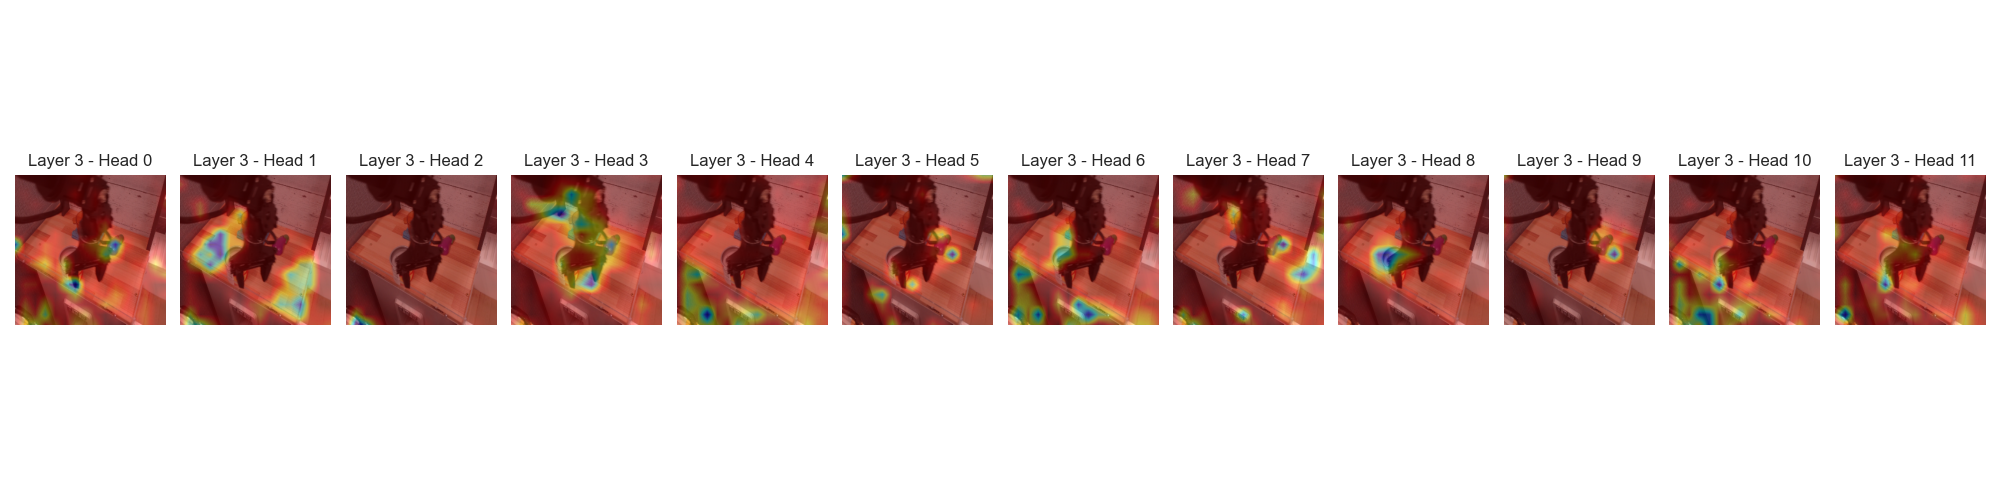 Layer 3 - Head 0
Layer 3 - Head 1
Layer 3 - Head 2
Layer 3 - Head 3
Layer 3 - Head 4
Layer 3 - Head 5
Layer 3 - Head 6
Layer 3 - Head 7
Layer 3 - Head 8
Layer 3 - Head 9
Layer 3 - Head 10
Layer 3 - Head 11